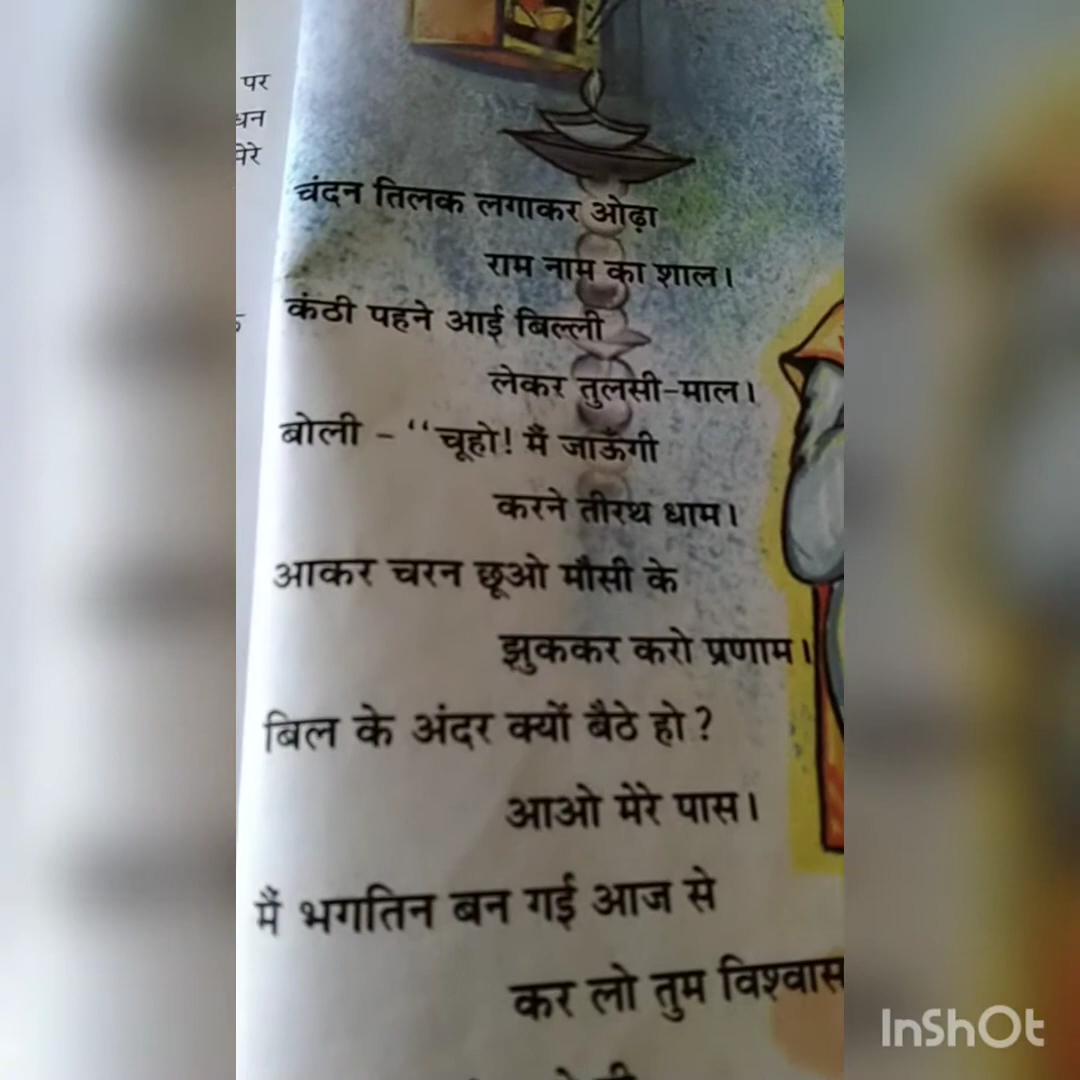 पर
धन
मेरे
चंदन तिलक लगाकर ओढ़ा
राम नाम का शाल।
कंठी पहने आई बिल्ली
लेकर तुलसी-माल।
बोली - “चूहो! मैं जाऊँगी
करने तीरथ धाम।
आकर चरन छूओ मौसी के
झुककर करो प्रणाम।
बिल के अंदर क्यों बैठे हो?
आओ मेरे पास।
मैं भगतिन बन गई आज से
कर लो तुम विश्वास
InShOt